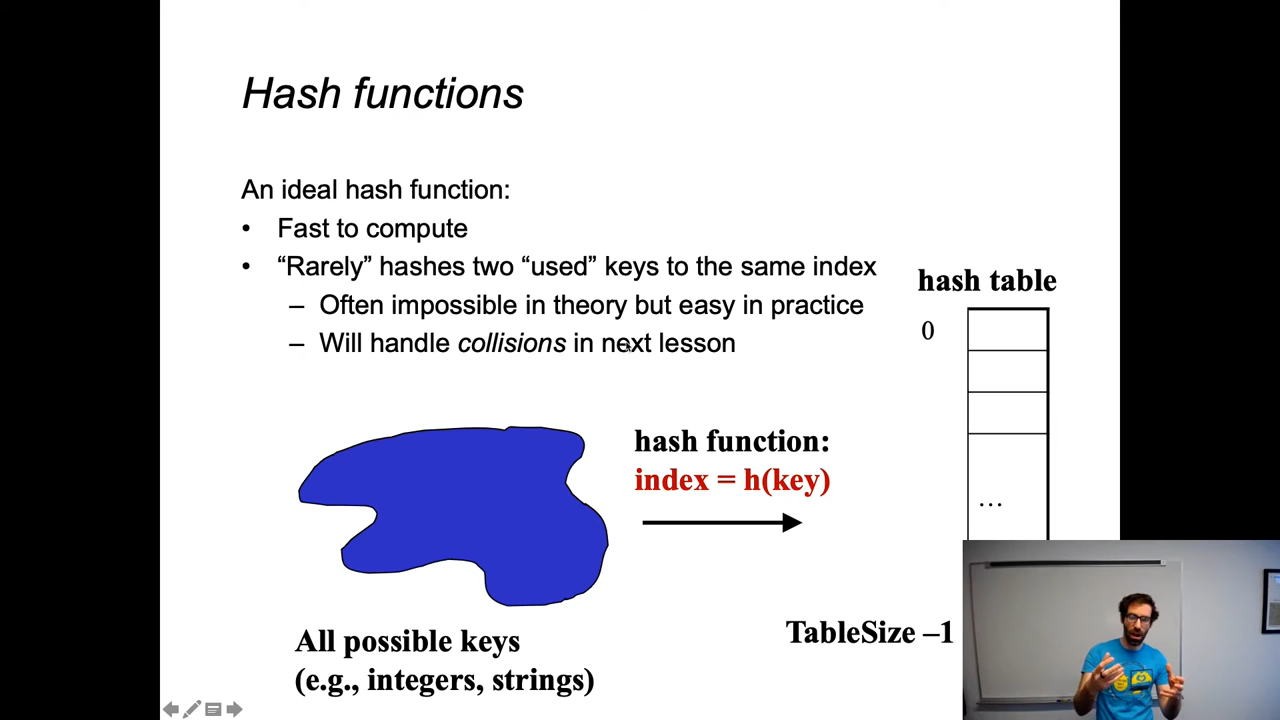 Hash functions
An ideal hash function:
• Fast to compute
• “Rarely” hashes two “used” keys to the same index
– Often impossible in theory but easy in practice
– Will handle collisions in next lesson
hash table
0
hash function:
index = h(key)
…
TableSize –1
All possible keys
(e.g., integers, strings)